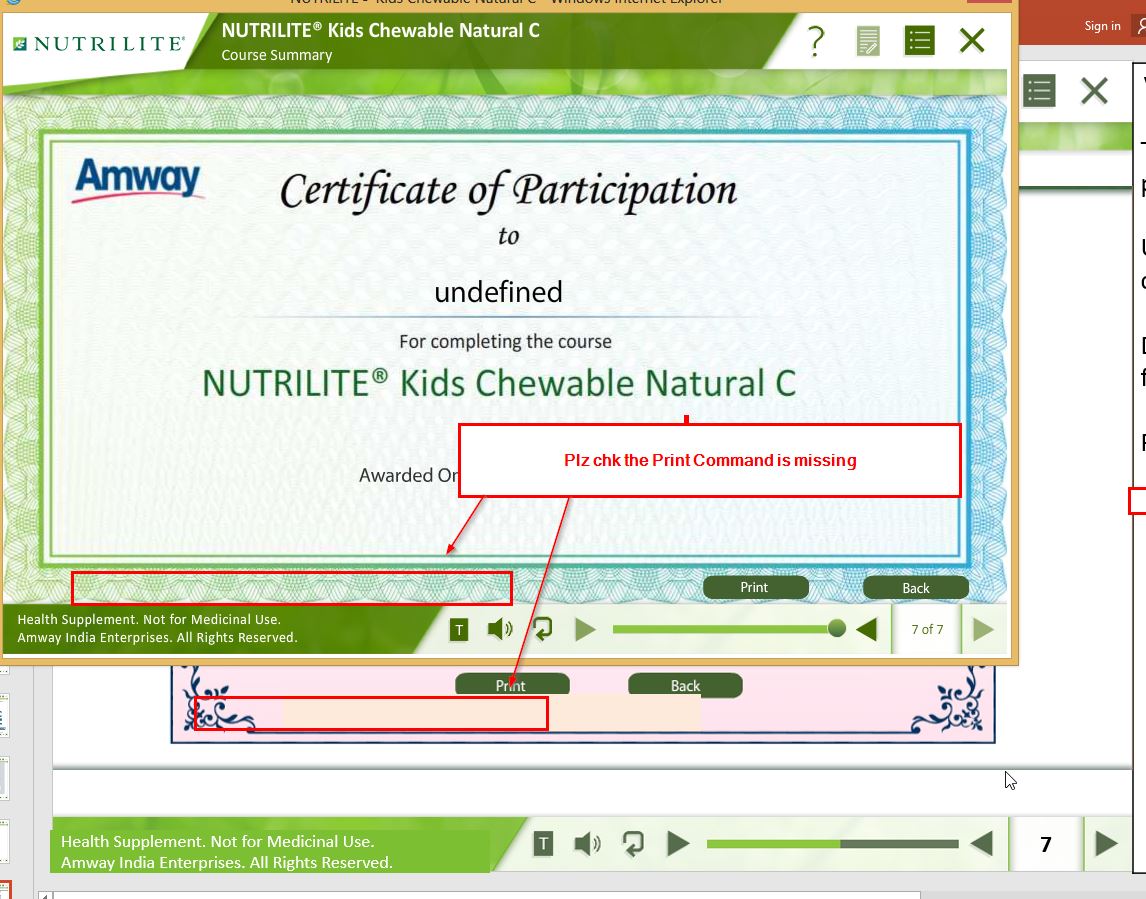 NUTRILITE - Kids Chewable Natural C - Windows Internet Explorer
NUTRILITE®
NUTRILITE® Kids Chewable Natural C
Course Summary
?
Sign in
Amway
Certificate of Participation
to
undefined
For completing the course
NUTRILITE® Kids Chewable Natural C
Plz chk the Print Command is missing
Awarded On
Print
Back
Health Supplement. Not for Medicinal Use.
Amway India Enterprises. All Rights Reserved.
T
7 of 7
Print
Back
Health Supplement. Not for Medicinal Use.
Amway India Enterprises. All Rights Reserved.
T
7